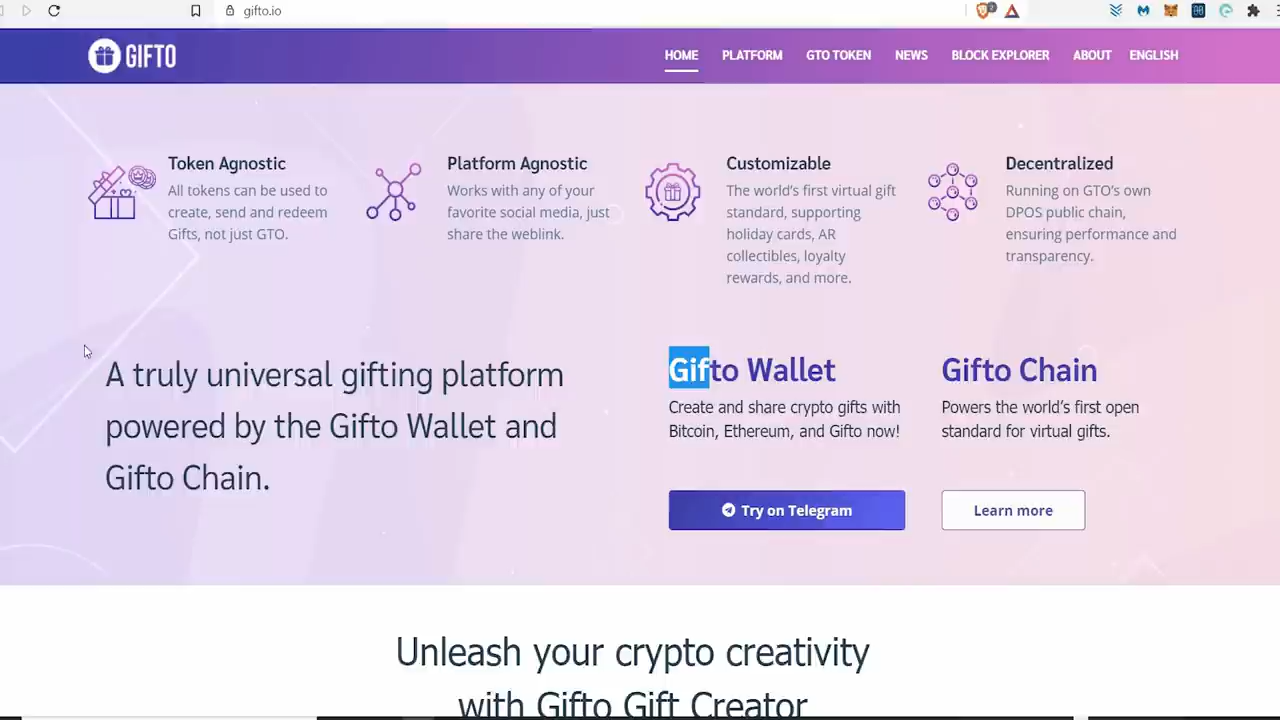 gifto.io
GIFTO
HOME PLATFORM GTO TOKEN NEWS BLOCK EXPLORER ABOUT ENGLISH
Token Agnostic
All tokens can be used to
create, send and redeem
Gifts, not just GTO.
Platform Agnostic
Works with any of your
favorite social media, just
share the weblink.
Customizable
The world's first virtual gift
standard, supporting
holiday cards, AR
collectibles, loyalty
rewards, and more.
Decentralized
Running on GTO's own
DPOS public chain,
ensuring performance and
transparency.
A truly universal gifting platform
powered by the Gifto Wallet and
Gifto Chain.
Gifto Wallet
Create and share crypto gifts with
Bitcoin, Ethereum, and Gifto now!
Try on Telegram
Gifto Chain
Powers the world's first open
standard for virtual gifts.
Learn more
Unleash your crypto creativity
with Gifto Gift Creator